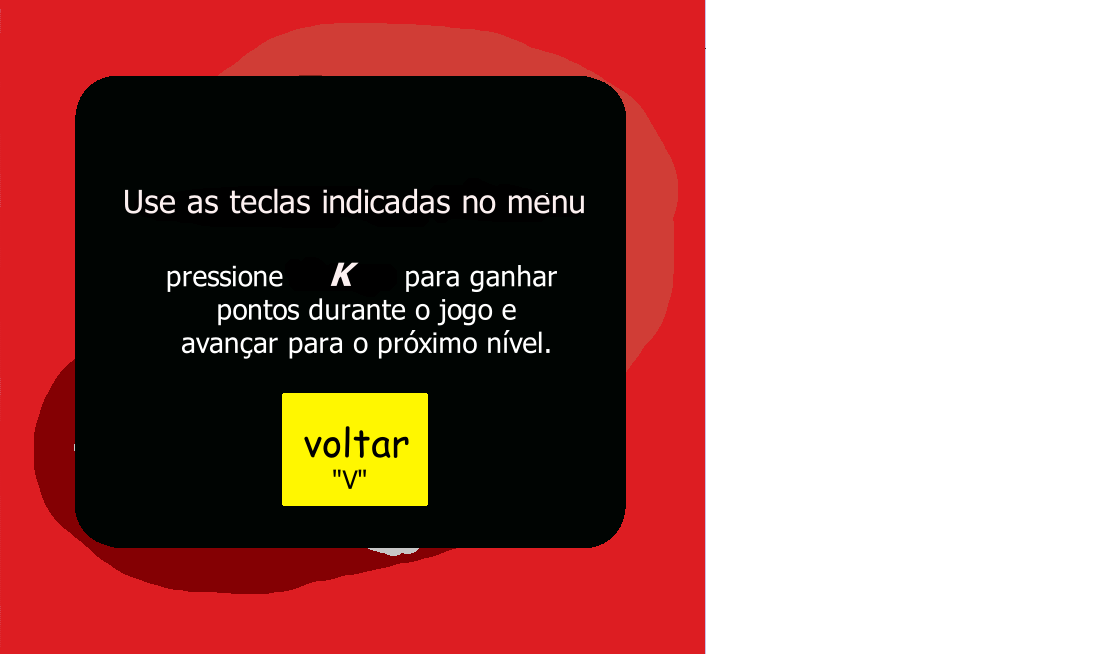 Use as teclas indicadas no menu
pressione K para ganhar
pontos durante o jogo e
avançar para o próximo nível.
voltar
"V"